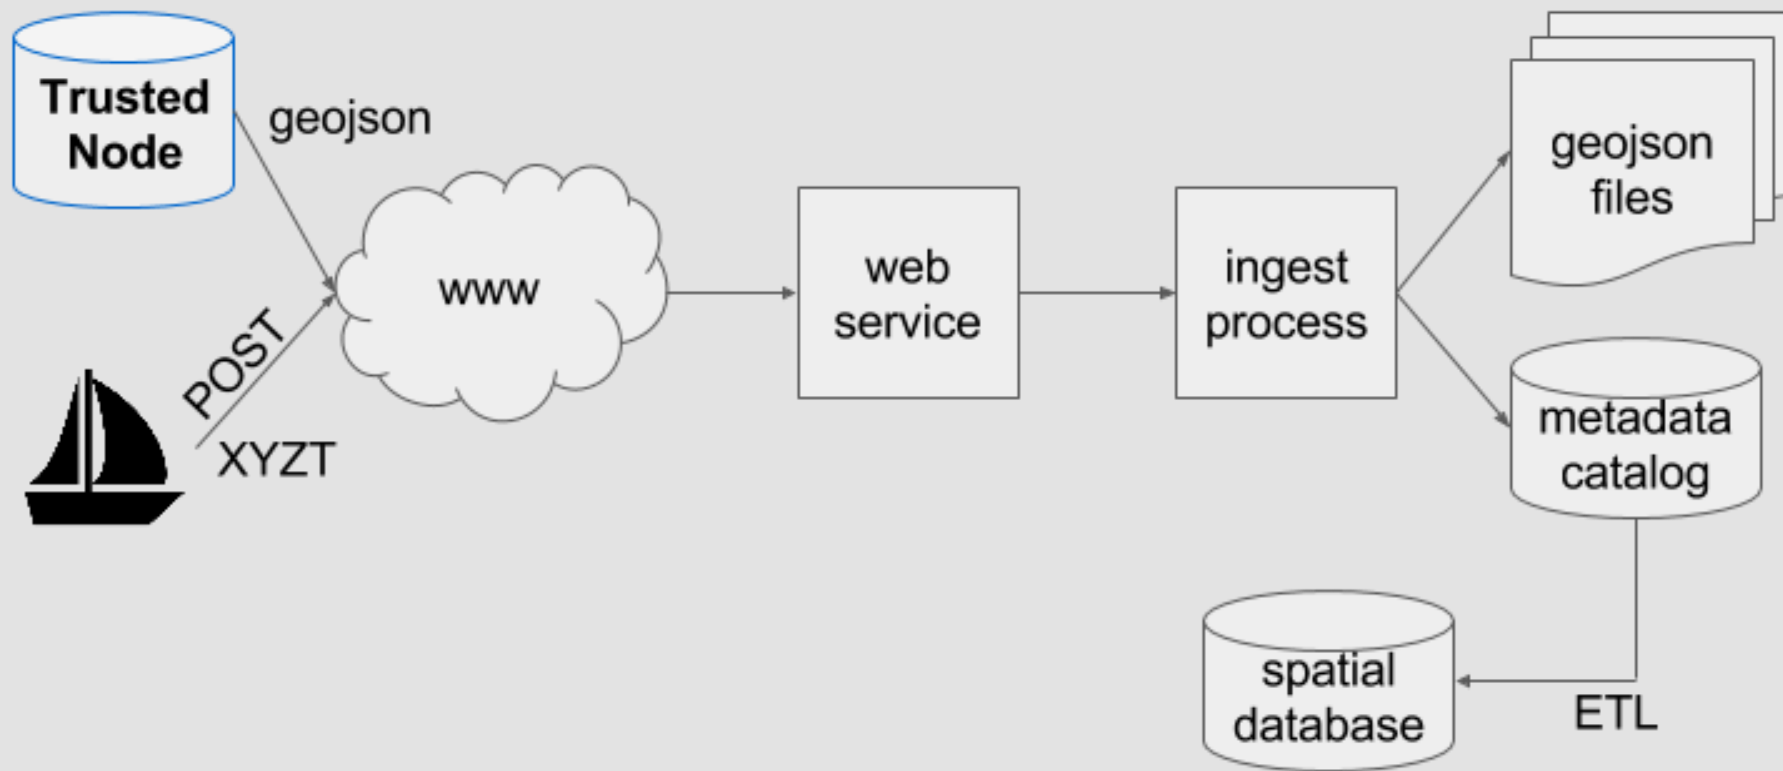 Trusted
Node
geojson
www
POST
XYZT
web
service
ingest
process
geojson
files
metadata
catalog
spatial
database
ETL